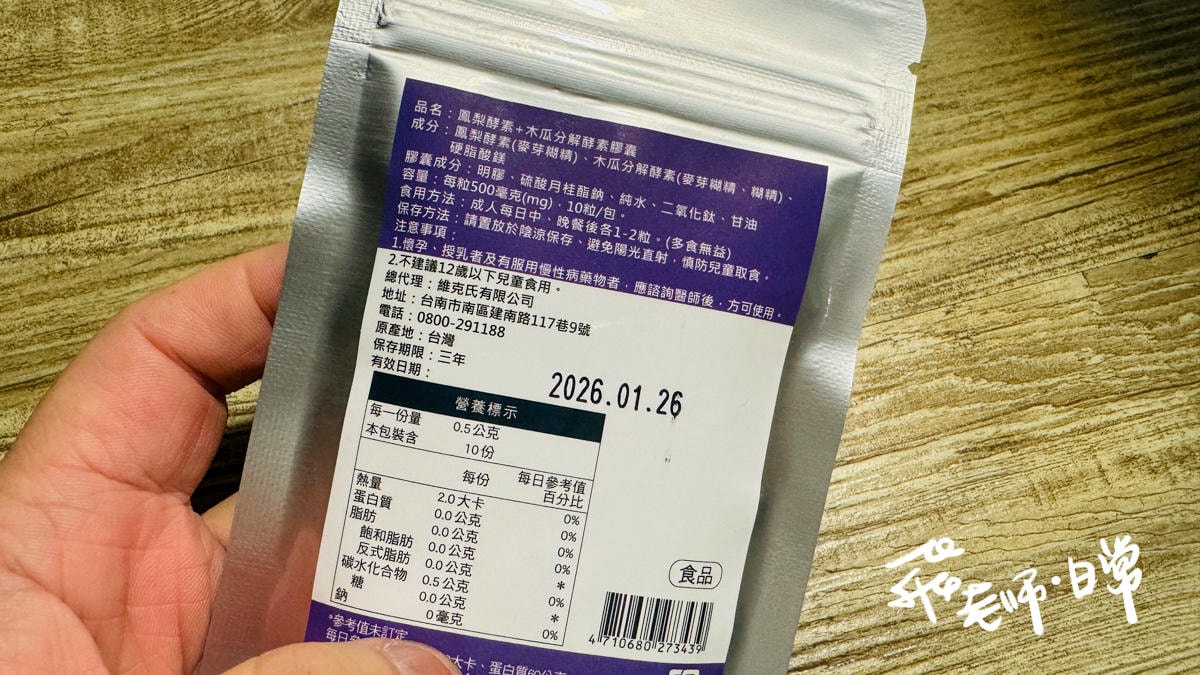 品名：鳳梨酵素+木瓜分解酵素膠囊
成分：鳳梨酵素(麥芽糊精)、木瓜分解酵素(麥芽糊精、糊精)、
硬脂酸鎂
膠囊成分：明膠、硫酸月桂酯鈉、純水、二氧化鈦、甘油
容量：每粒500毫克(mg)．10粒/包。
食用方法：成人每日中、晚餐後各1-2粒。(多食無益)
保存方法：請置放於陰涼保存、避免陽光直射，慎防兒童取食。
注意事項：
1.懷孕、授乳者及有服用慢性病藥物者，應諮詢醫師後，方可使用。
2.不建議12歲以下兒童食用。
總代理：維克氏有限公司
地址：台南市南區建南路117巷9號
電話：0800-291188
原產地：台灣
保存期限：三年
有效日期：
2026.01.26
營養標示
每一份量 0.5公克
本包裝含 10份
每份 每日參考值
百分比
熱量 2.0大卡 0%
蛋白質 0.0公克 0%
脂肪 0.0公克 0%
飽和脂肪 0.0公克 0%
反式脂肪 0.0公克 *
碳水化合物 0.5公克 0%
糖 0.0公克 *
鈉 0毫克 0%
*參考值未訂定
大卡、蛋白質60公克
食品
4 710680 273439
飛老師·日常